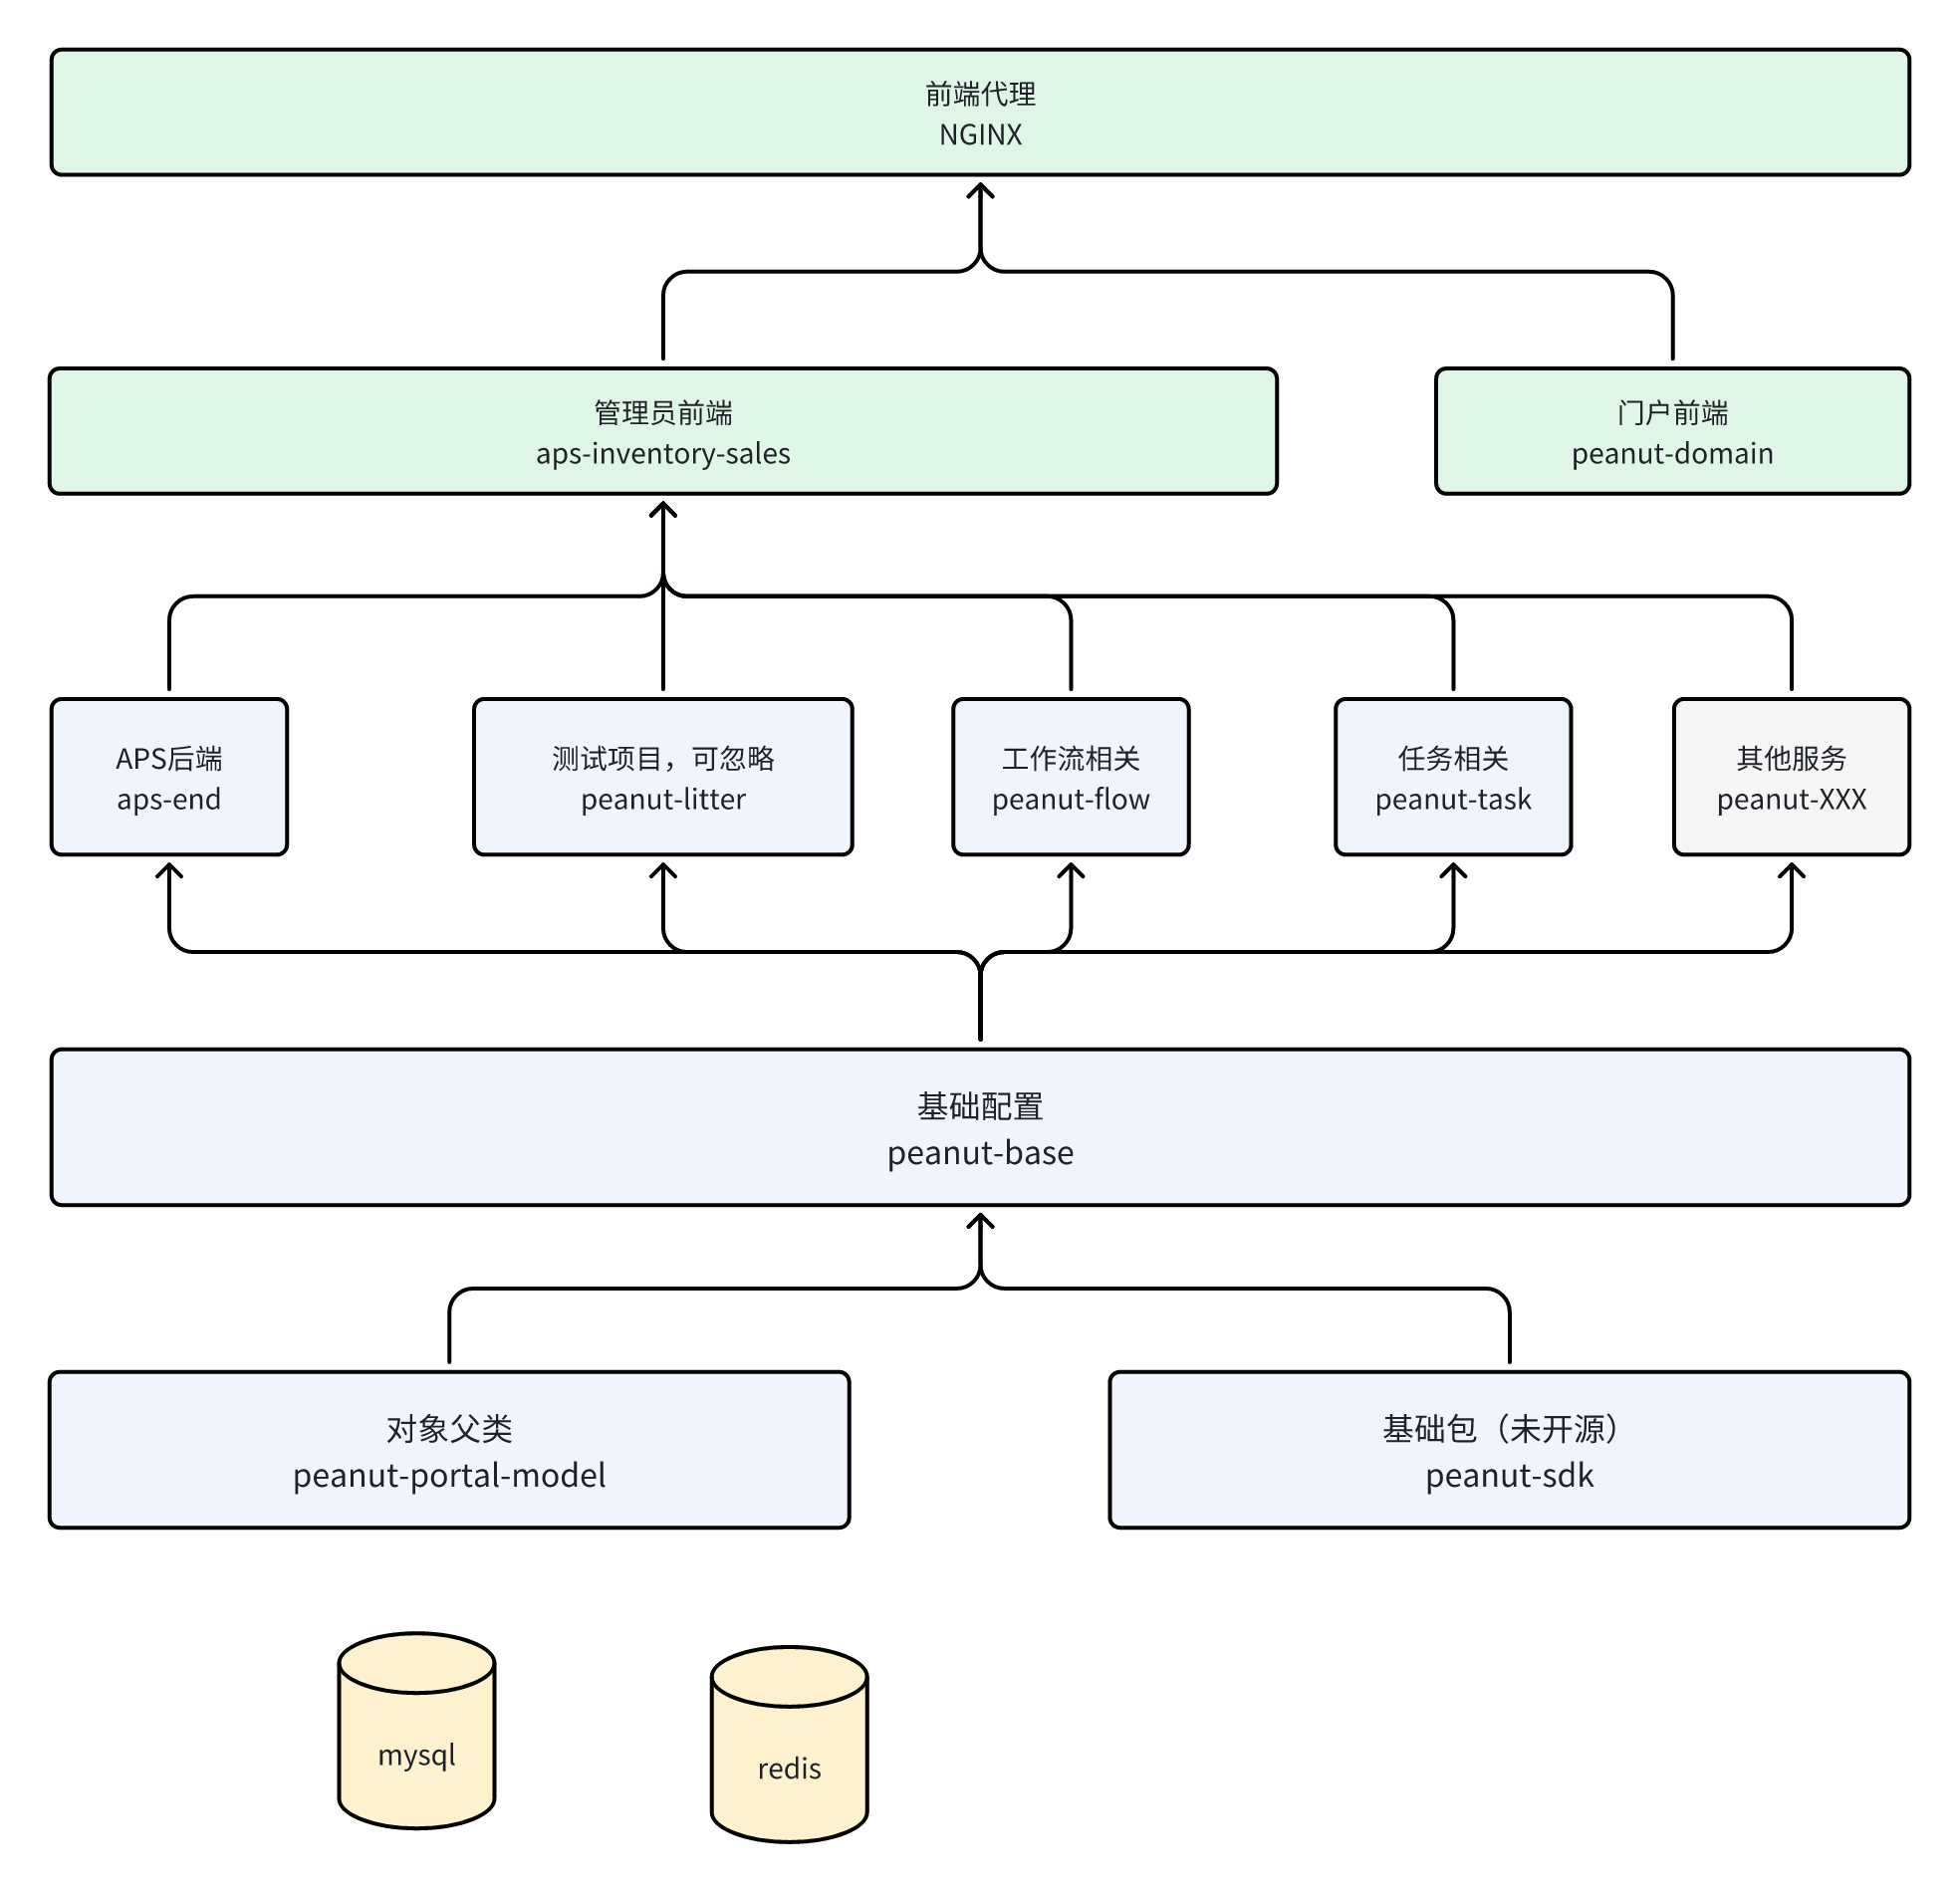 前端代理
NGINX
管理员前端
aps-inventory-sales
门户前端
peanut-domain
APS后端
aps-end
测试项目，可忽略
peanut-litter
工作流相关
peanut-flow
任务相关
peanut-task
其他服务
peanut-XXX
基础配置
peanut-base
对象父类
peanut-portal-model
基础包（未开源）
peanut-sdk
mysql
redis